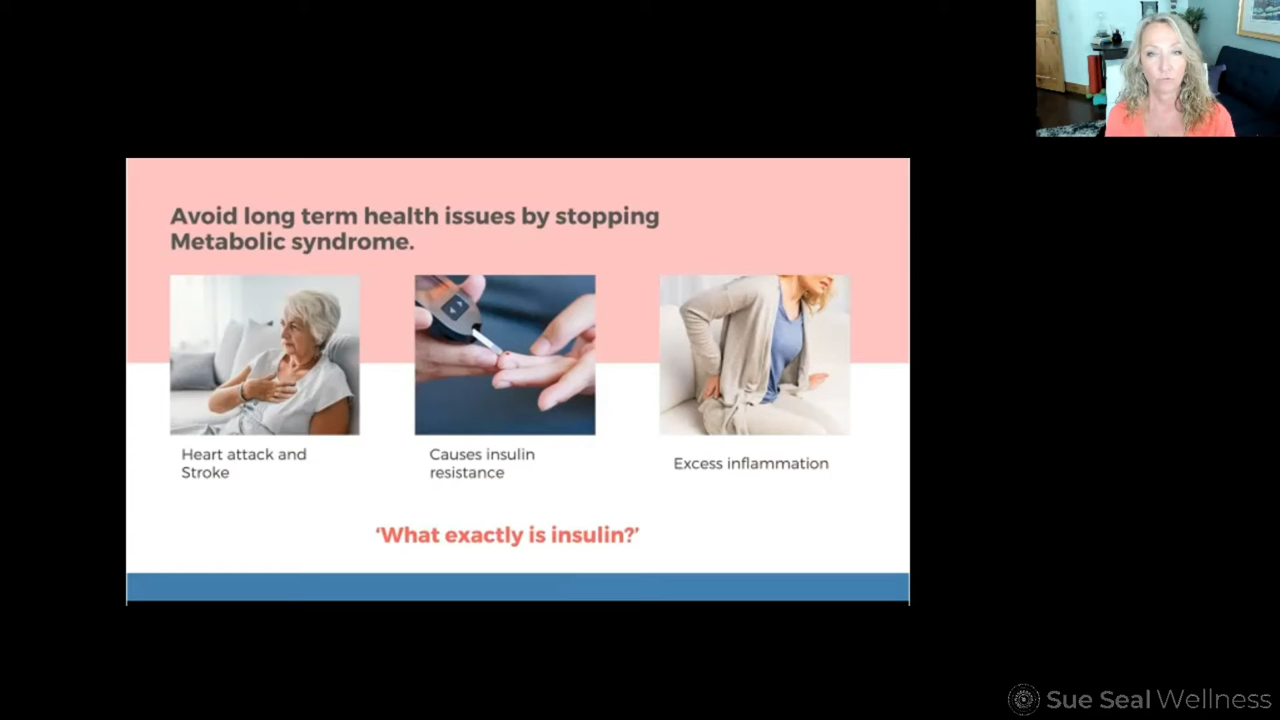 Avoid long term health issues by stopping
Metabolic syndrome.
Heart attack and
Stroke
Causes insulin
resistance
Excess inflammation
‘What exactly is insulin?’
Sue Seal Wellness